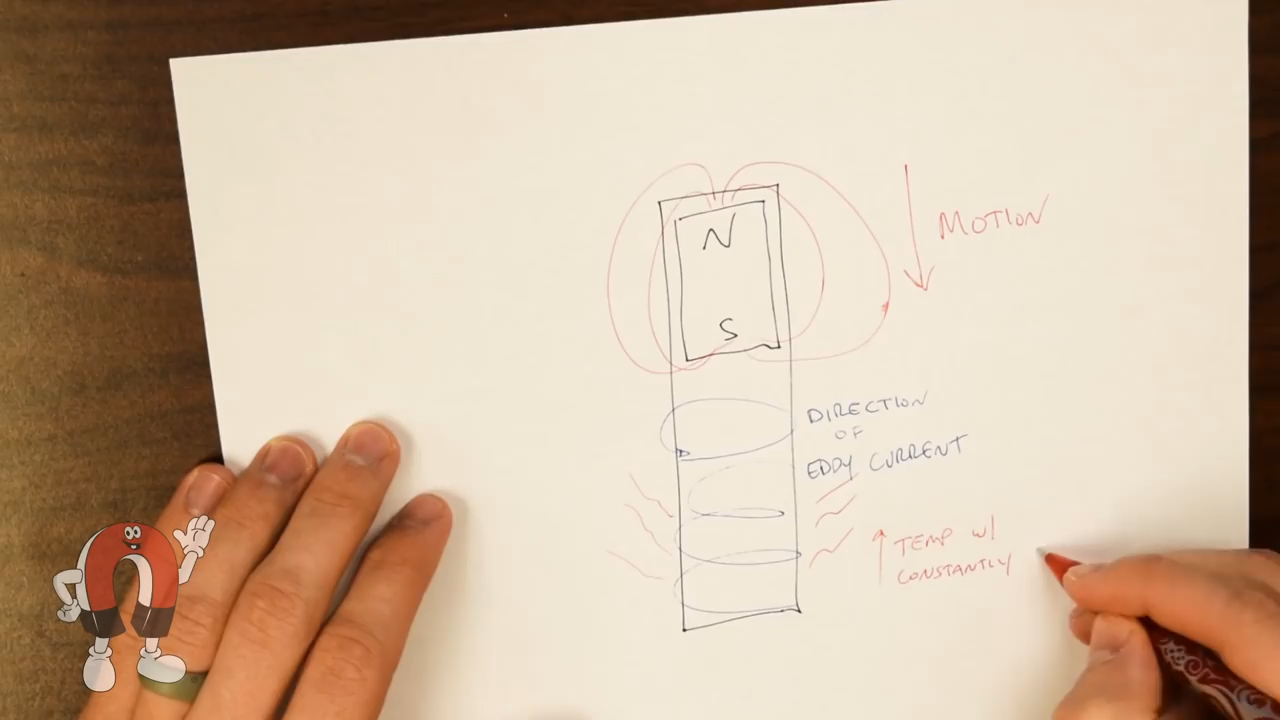 N
S
MOTION
DIRECTION
OF
EDDY CURRENT
↑ TEMP W/
CONSTANTLY